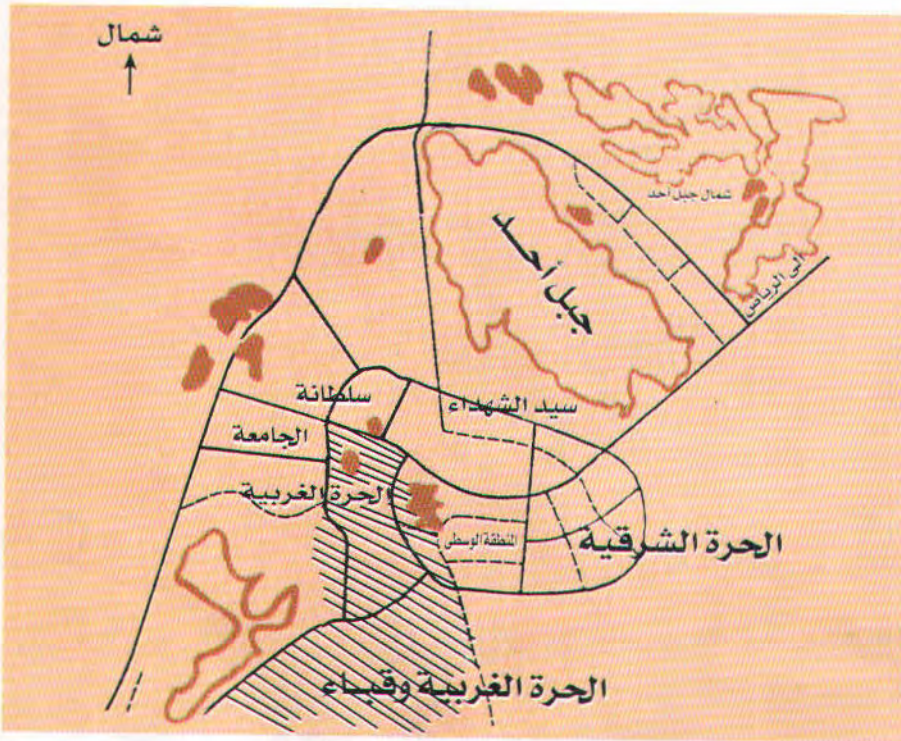 شمال
شمال جبل أحد
جبل أحد
الى الرياض
سلطانة
سيد الشهداء
الجامعة
الحرة الغربية
المنطقة الوسطى
الحرة الشرقية
الحرة الغربية وقباء